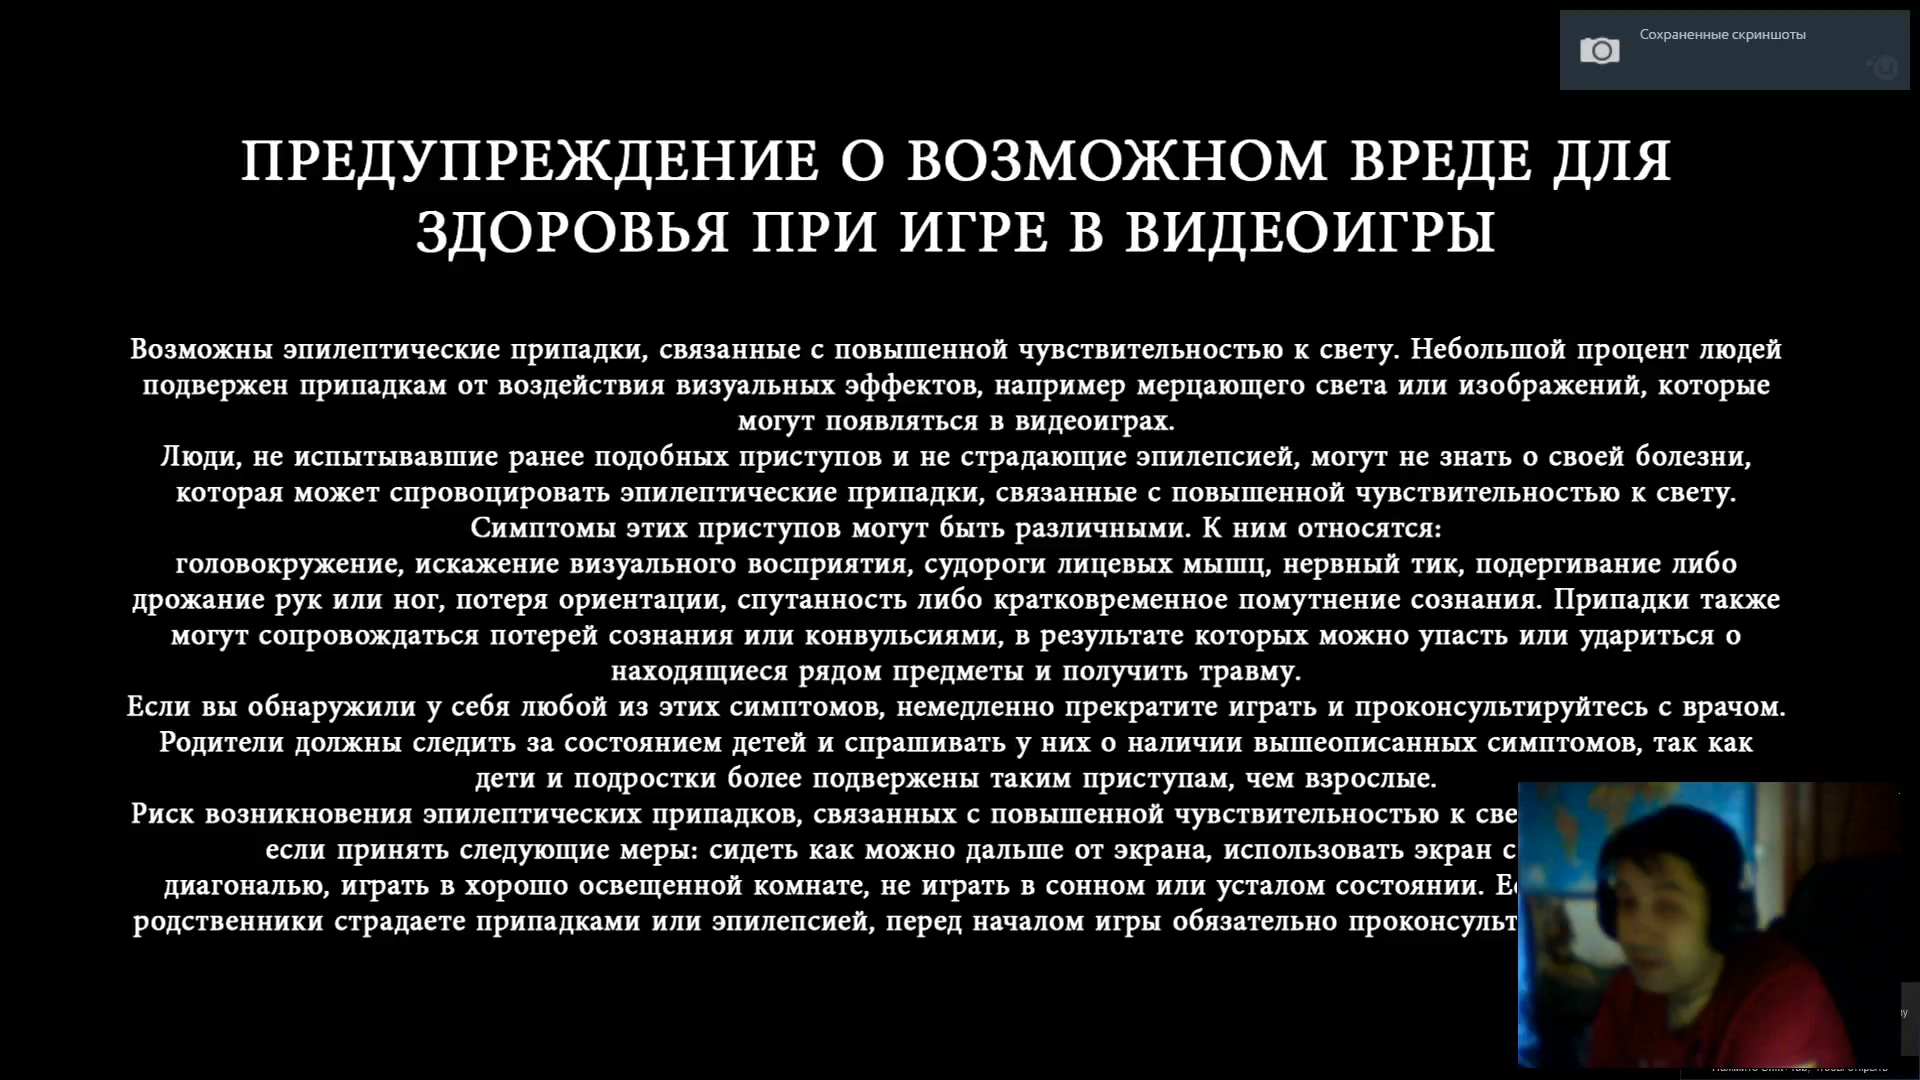 Сохраненные скриншоты
ПРЕДУПРЕЖДЕНИЕ О ВОЗМОЖНОМ ВРЕДЕ ДЛЯ
ЗДОРОВЬЯ ПРИ ИГРЕ В ВИДЕОИГРЫ
Возможны эпилептические припадки, связанные с повышенной чувствительностью к свету. Небольшой процент людей
подвержен припадкам от воздействия визуальных эффектов, например мерцающего света или изображений, которые
могут появляться в видеоиграх.
Люди, не испытывавшие ранее подобных приступов и не страдающие эпилепсией, могут не знать о своей болезни,
которая может спровоцировать эпилептические припадки, связанные с повышенной чувствительностью к свету.
Симптомы этих приступов могут быть различными. К ним относятся:
головокружение, искажение визуального восприятия, судороги лицевых мышц, нервный тик, подергивание либо
дрожание рук или ног, потеря ориентации, спутанность либо кратковременное помутнение сознания. Припадки также
могут сопровождаться потерей сознания или конвульсиями, в результате которых можно упасть или удариться о
находящиеся рядом предметы и получить травму.
Если вы обнаружили у себя любой из этих симптомов, немедленно прекратите играть и проконсультируйтесь с врачом.
Родители должны следить за состоянием детей и спрашивать у них о наличии вышеописанных симптомов, так как
дети и подростки более подвержены таким приступам, чем взрослые.
Риск возникновения эпилептических припадков, связанных с повышенной чувствительностью к све
если принять следующие меры: сидеть как можно дальше от экрана, использовать экран с
диагональю, играть в хорошо освещенной комнате, не играть в сонном или усталом состоянии.
родственники страдаете припадками или эпилепсией, перед началом игры обязательно проконсульт